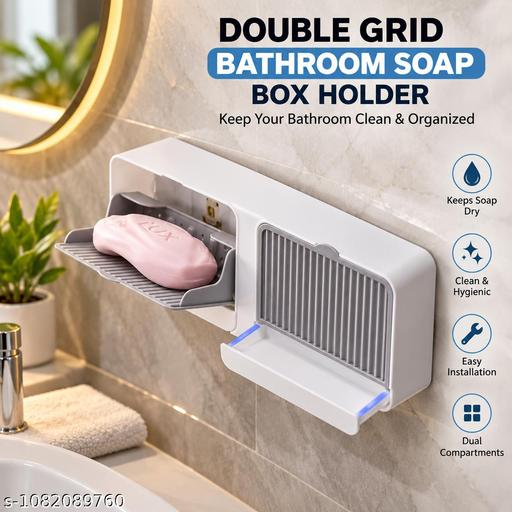 DOUBLE GRID
BATHROOM SOAP
BOX HOLDER
Keep Your Bathroom Clean & Organized
Keeps Soap
Dry
Clean &
Hygienic
Easy
Installation
Dual
Compartments
LUX
s-1082089760